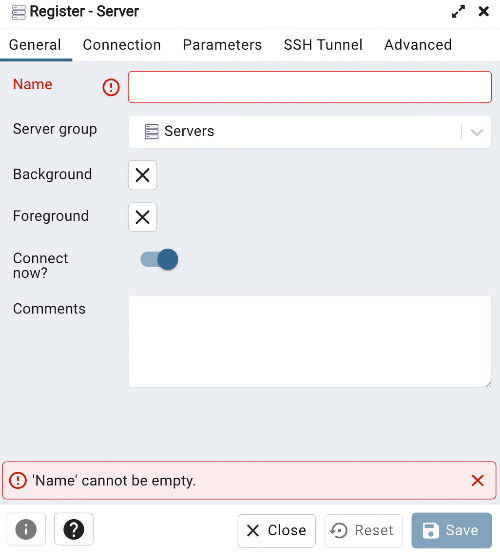 Register - Server
General Connection Parameters SSH Tunnel Advanced
Name
Server group Servers
Background
Foreground
Connect
now?
Comments
'Name' cannot be empty.
Close Reset Save